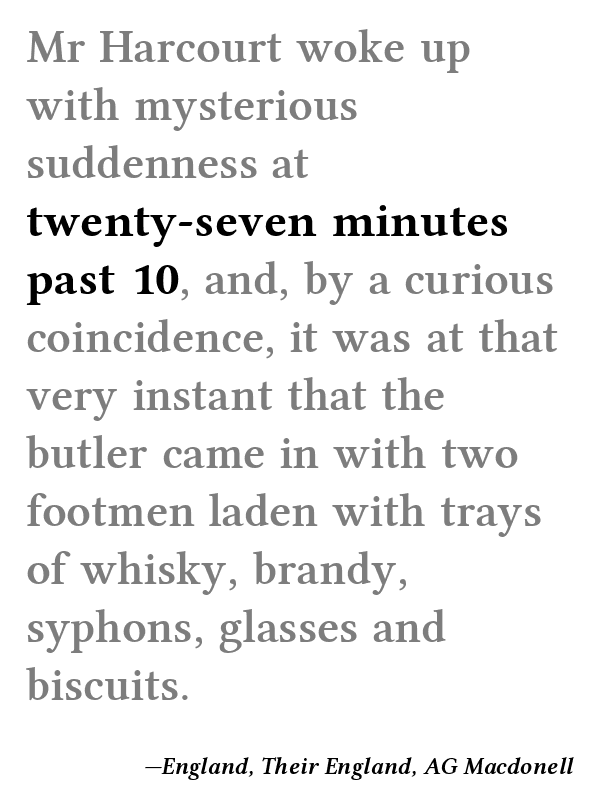 Mr Harcourt woke up
with mysterious
suddenness at
twenty-seven minutes
past 10, and, by a curious
coincidence, it was at that
very instant that the
butler came in with two
footmen laden with trays
of whisky, brandy,
syphons, glasses and
biscuits.
—England, Their England, AG Macdonell